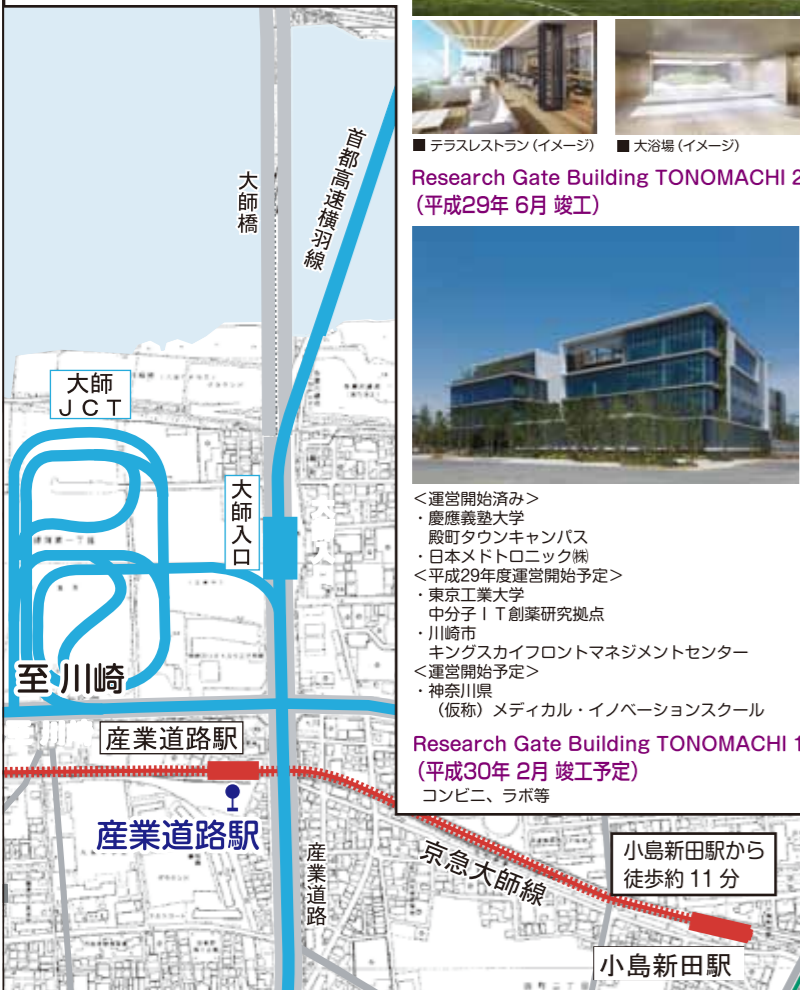 ■ テラスレストラン（イメージ）
■ 大浴場（イメージ）
Research Gate Building TONOMACHI 2
（平成29年 6月 竣工）
＜運営開始済み＞
・慶應義塾大学
殿町タウンキャンパス
・日本メドトロニック㈱
＜平成29年度運営開始予定＞
・東京工業大学
中分子ＩＴ創薬研究拠点
・川崎市
キングスカイフロントマネジメントセンター
＜運営開始予定＞
・神奈川県
（仮称）メディカル・イノベーションスクール
Research Gate Building TONOMACHI 1
（平成30年 2月 竣工予定）
コンビニ、ラボ等
首都高速横羽線
大師橋
大師
ＪＣＴ
大師入口
至 川崎
産業道路駅
産業道路駅
産業道路
京急大師線
小島新田駅から
徒歩約 11 分
小島新田駅